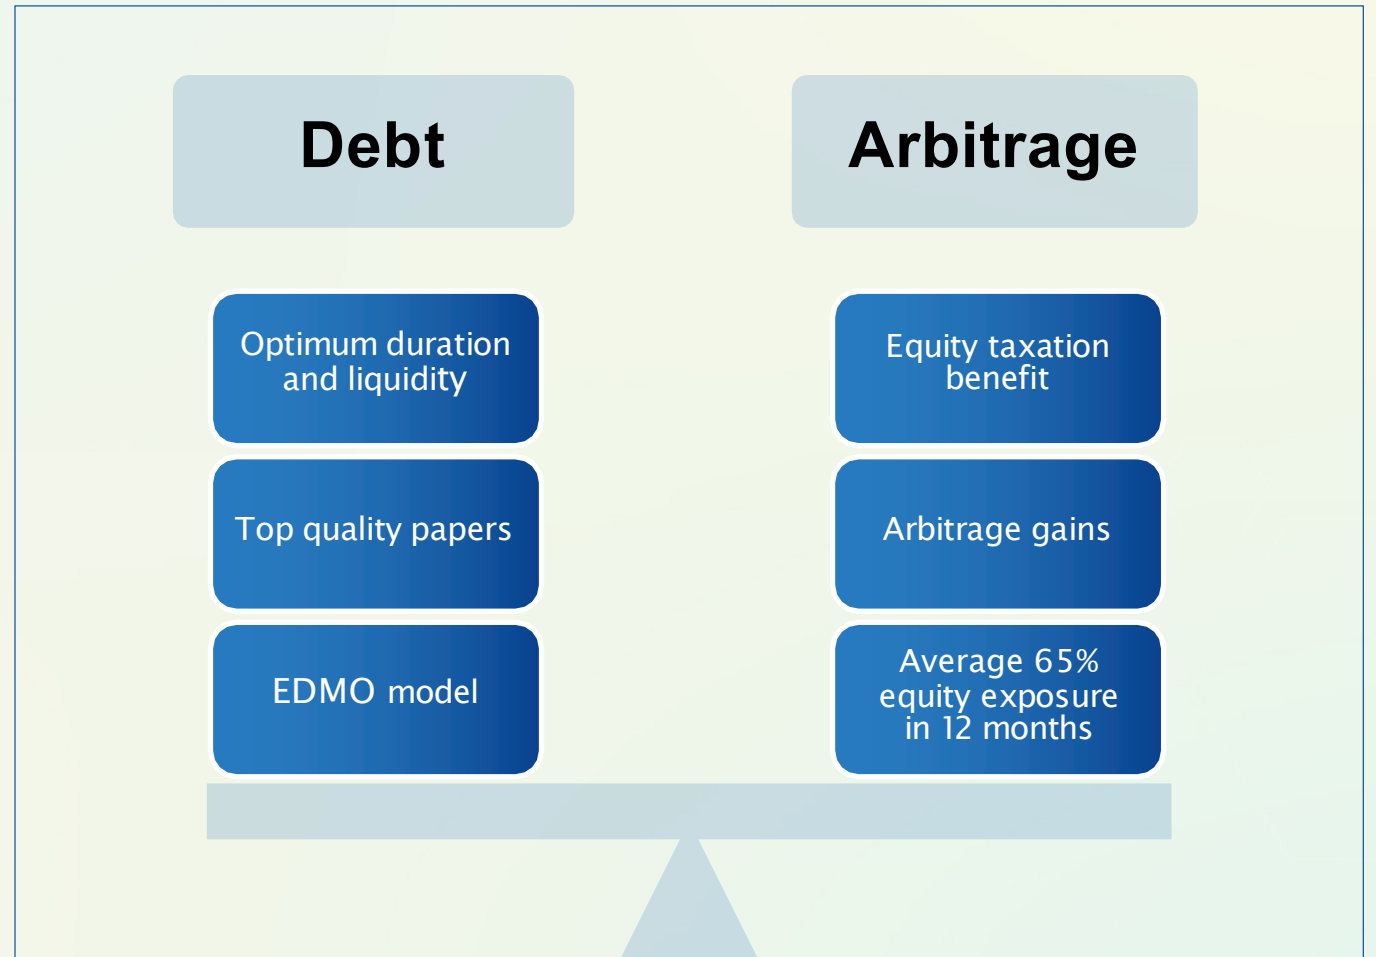 Debt
Optimum duration
and liquidity
Top quality papers
EDMO model
Arbitrage
Equity taxation
benefit
Arbitrage gains
Average 65%
equity exposure
in 12 months